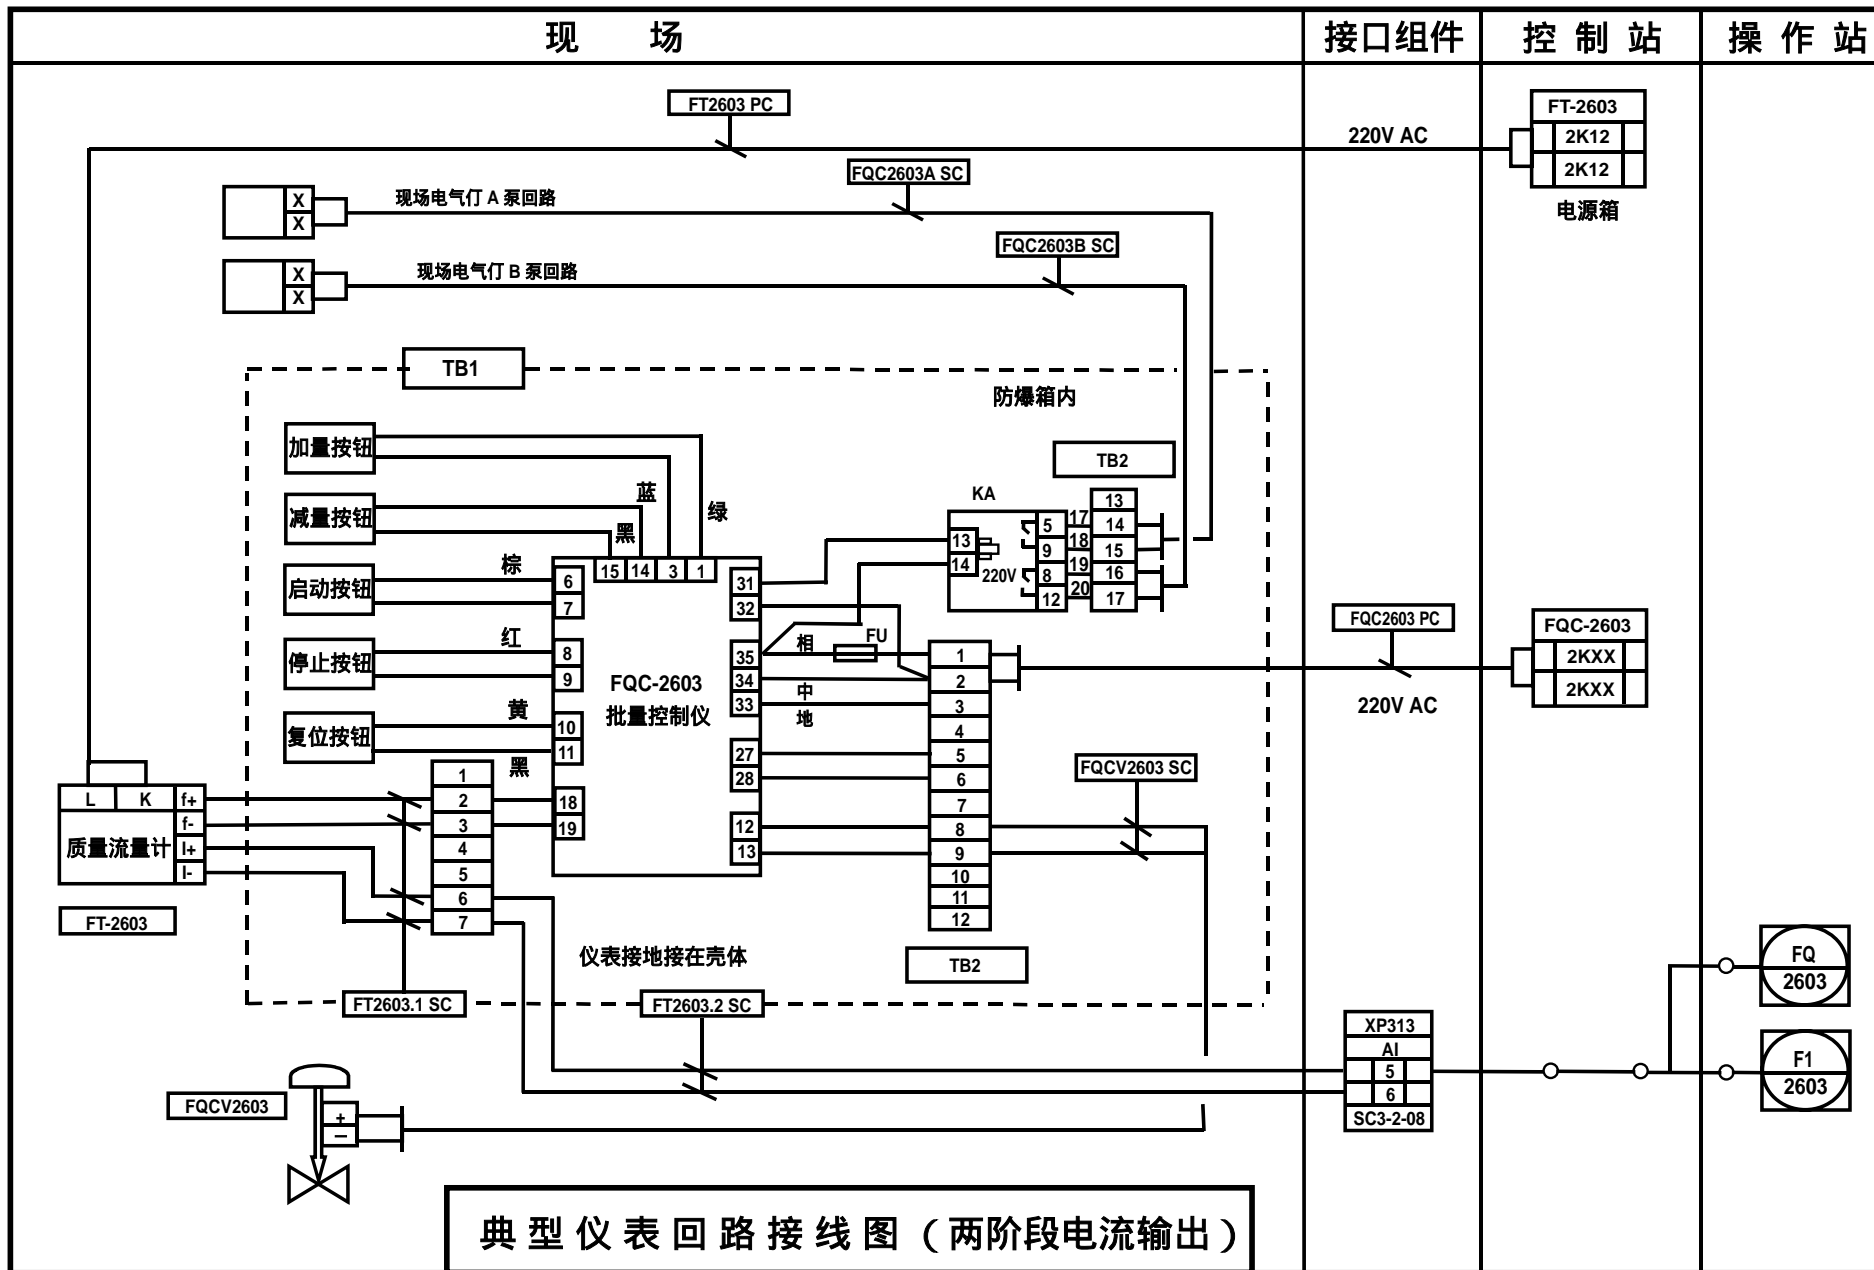 现 场
接口组件
控 制 站
操 作 站
FT2603 PC
220V AC
FT-2603
2K12
2K12
电源箱
FQC2603A SC
现场电气仃 A 泵回路
X
X
FQC2603B SC
现场电气仃 B 泵回路
X
X
TB1
防爆箱内
TB2
加量按钮
减量按钮
启动按钮
停止按钮
复位按钮
蓝
绿
黑
棕
红
黄
黑
15 14 3 1
6
7
8
9
10
11
18
19
FQC-2603
批量控制仪
31
32
35
34
33
27
28
12
13
相
中
地
FU
KA
13
14
220V
5
9
8
12
17
18
19
20
13
14
15
16
17
1
2
3
4
5
6
7
8
9
10
11
12
TB2
FQC2603 PC
220V AC
FQC-2603
2KXX
2KXX
FQCV2603 SC
L K f+
f-
I+
I-
质量流量计
FT-2603
1
2
3
4
5
6
7
仪表接地接在壳体
FT2603.1 SC
FT2603.2 SC
XP313
AI
5
6
SC3-2-08
FQ
2603
F1
2603
FQCV2603
+
−
典 型 仪 表 回 路 接 线 图 （两阶段电流输出）